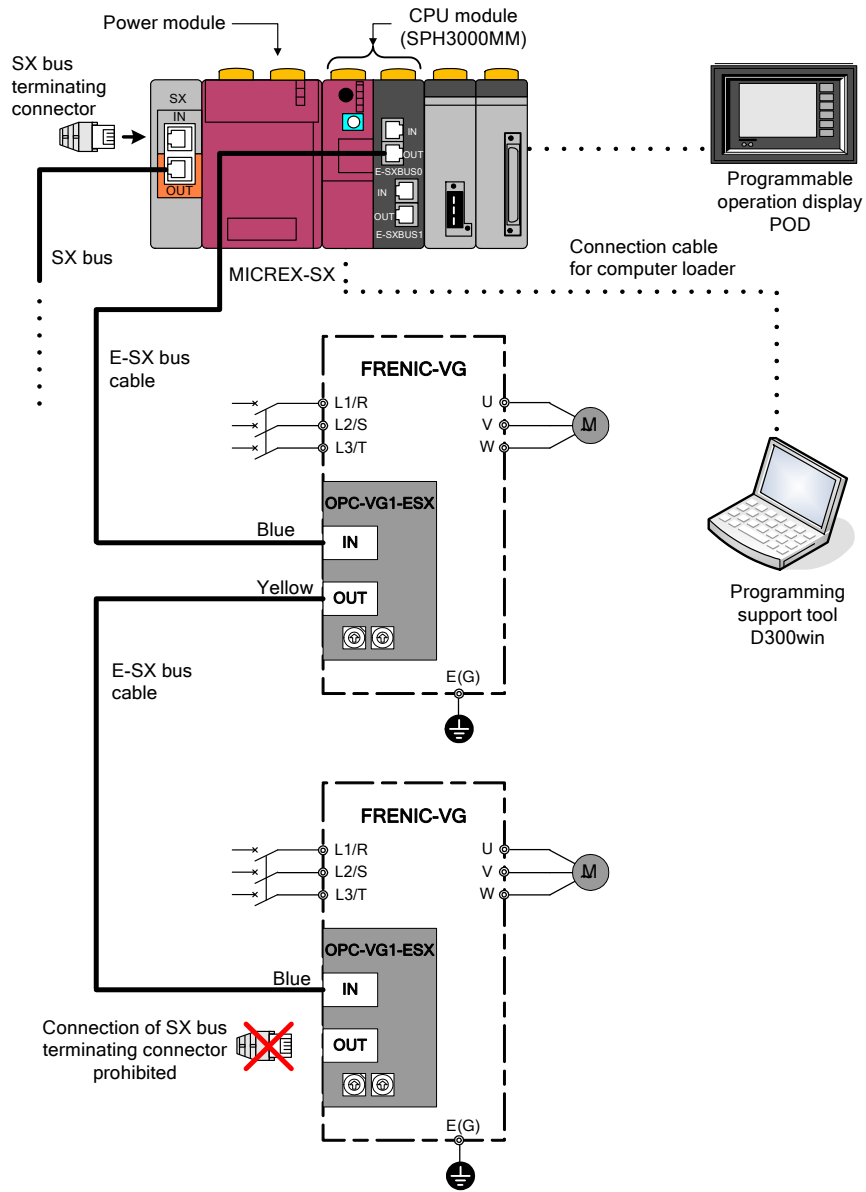 Power module
CPU module
(SPH3000MM)
SX bus
terminating
connector
SX
IN
OUT
IN
OUT
E-SXBUS0
IN
OUT
E-SXBUS1
Programmable
operation display
POD
SX bus
MICREX-SX
Connection cable
for computer loader
E-SX bus
cable
FRENIC-VG
L1/R
L2/S
L3/T
U
V
W
M
OPC-VG1-ESX
Blue
IN
Yellow
OUT
Programming
support tool
D300win
E-SX bus
cable
E(G)
FRENIC-VG
L1/R
L2/S
L3/T
U
V
W
M
OPC-VG1-ESX
Blue
IN
Connection of SX bus
terminating connector
prohibited
OUT
E(G)